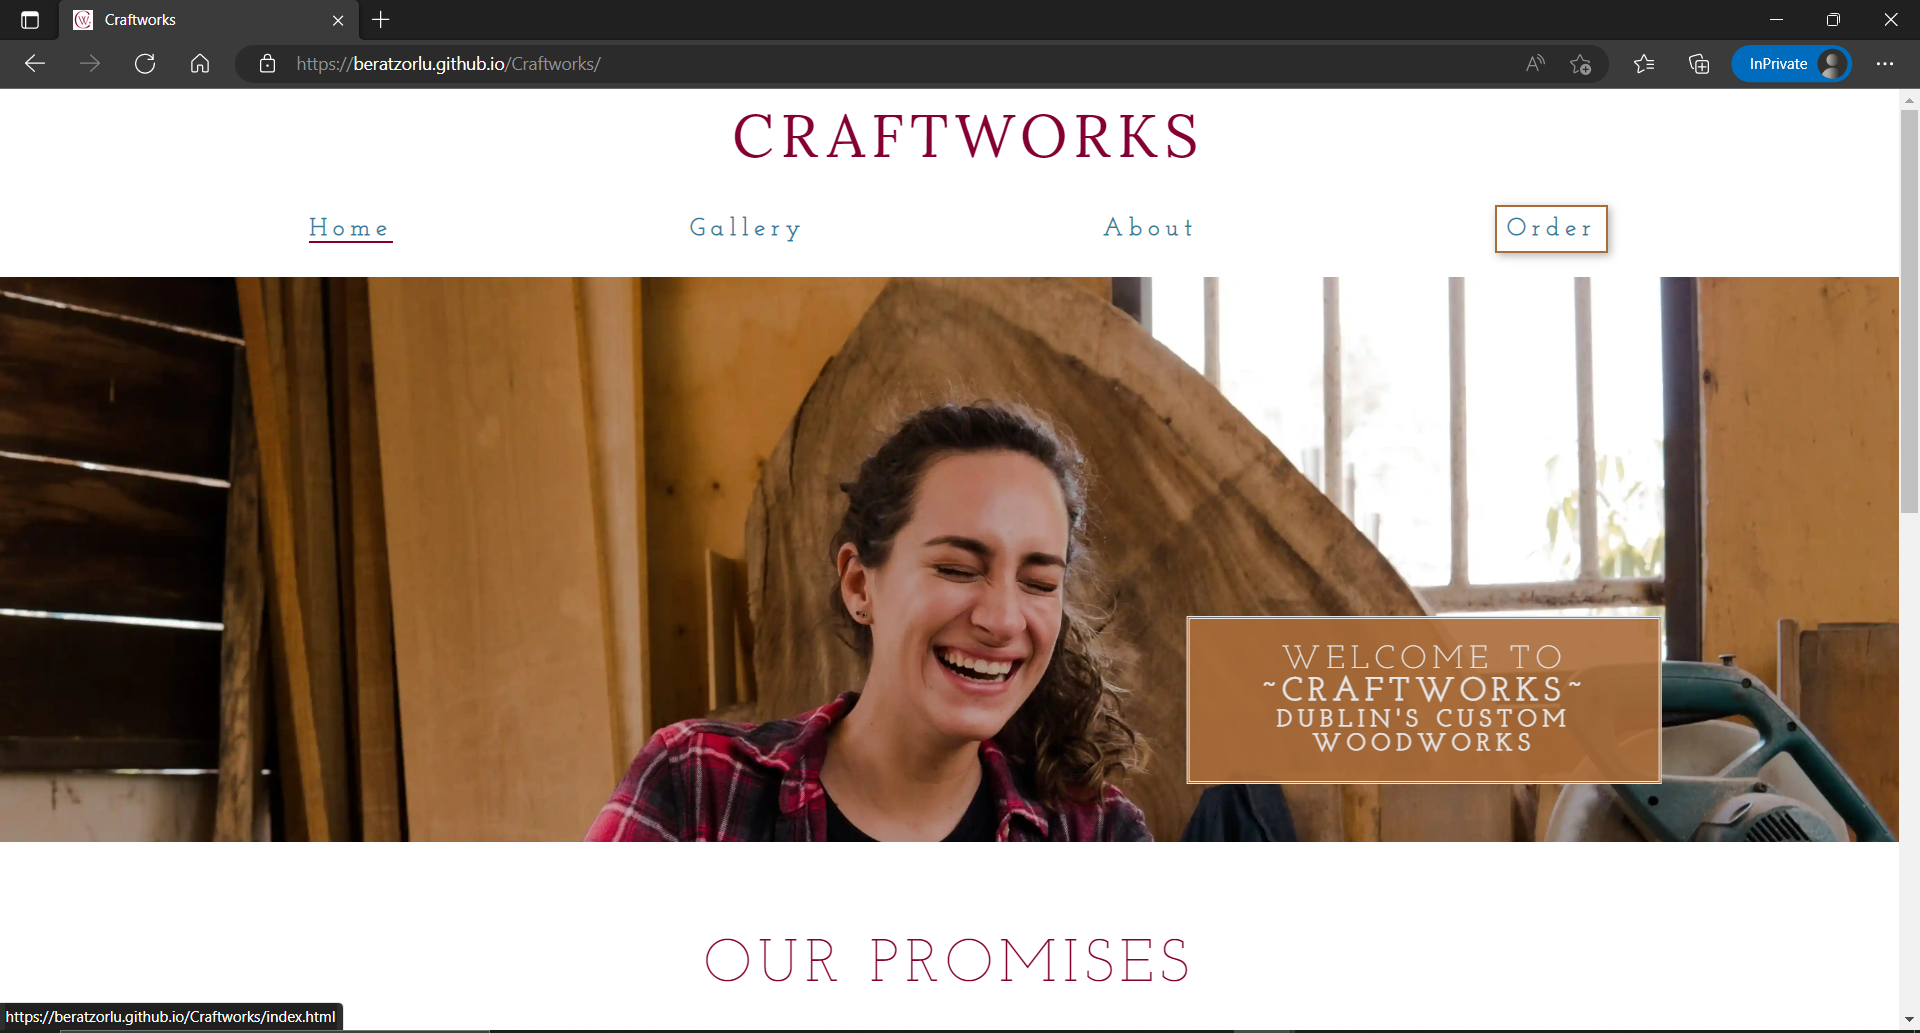 Craftworks
https://beratzorlu.github.io/Craftworks/
InPrivate
CRAFTWORKS
Home
Gallery
About
Order
WELCOME TO
~CRAFTWORKS~
DUBLIN'S CUSTOM
WOODWORKS
OUR PROMISES
https://beratzorlu.github.io/Craftworks/index.html